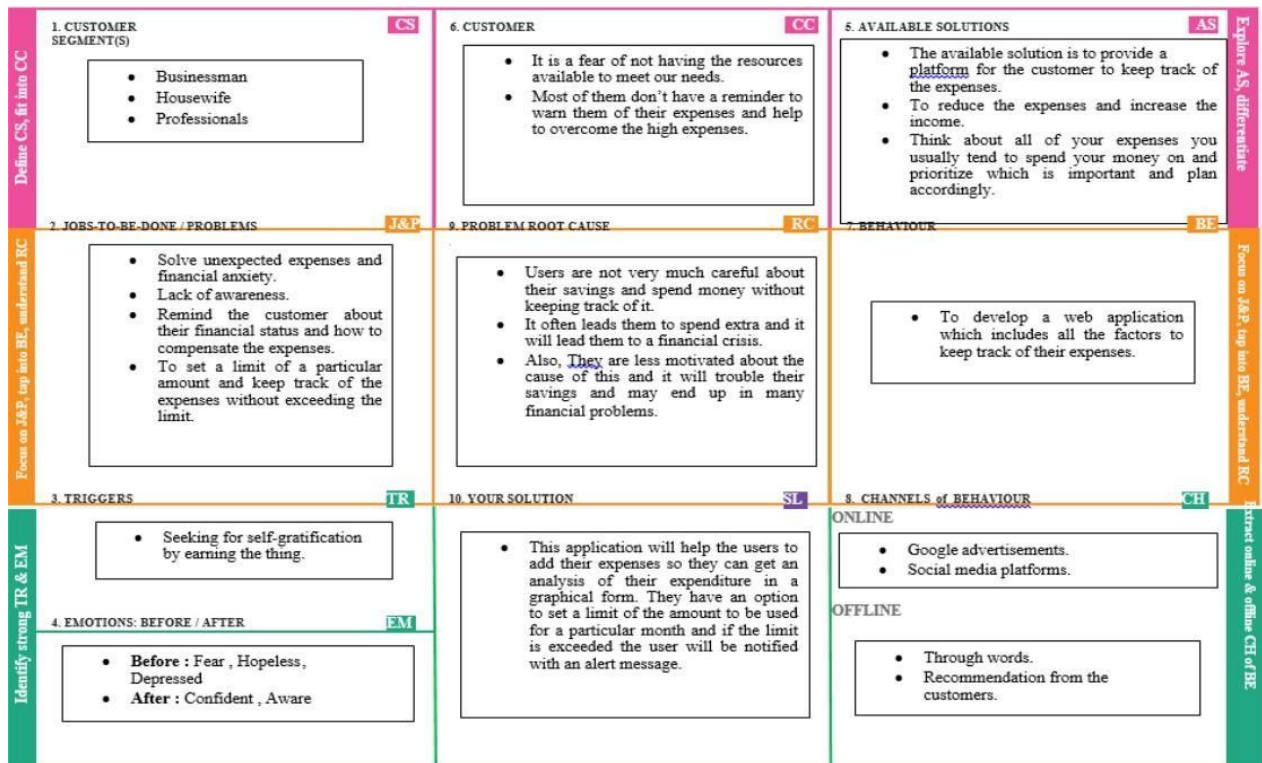 Define CS, fit into CC
1. CUSTOMER
SEGMENT(S)
CS
• Businessman
• Housewife
• Professionals
6. CUSTOMER
CC
• It is a fear of not having the resources
available to meet our needs.
• Most of them don’t have a reminder to
warn them of their expenses and help
to overcome the high expenses.
5. AVAILABLE SOLUTIONS
AS
• The available solution is to provide a
platform for the customer to keep track of
the expenses.
• To reduce the expenses and increase the
income.
• Think about all of your expenses you
usually tend to spend your money on and
prioritize which is important and plan
accordingly.
Explore AS, differentiate
Focus on J&P, tap into BE, understand RC
2. JOBS-TO-BE-DONE / PROBLEMS
J&P
• Solve unexpected expenses and
financial anxiety.
• Lack of awareness.
• Remind the customer about
their financial status and how to
compensate the expenses.
• To set a limit of a particular
amount and keep track of the
expenses without exceeding the
limit.
9. PROBLEM ROOT CAUSE
RC
• Users are not very much careful about
their savings and spend money without
keeping track of it.
• It often leads them to spend extra and it
will lead them to a financial crisis.
• Also, They are less motivated about the
cause of this and it will trouble their
savings and may end up in many
financial problems.
7. BEHAVIOUR
BE
• To develop a web application
which includes all the factors to
keep track of their expenses.
Focus on J&P, tap into BE, understand RC
Identify strong TR & EM
3. TRIGGERS
TR
• Seeking for self-gratification
by earning the thing.
4. EMOTIONS: BEFORE / AFTER
EM
• Before : Fear , Hopeless,
Depressed
• After : Confident , Aware
10. YOUR SOLUTION
SL
• This application will help the users to
add their expenses so they can get an
analysis of their expenditure in a
graphical form. They have an option
to set a limit of the amount to be used
for a particular month and if the limit
is exceeded the user will be notified
with an alert message.
8. CHANNELS of BEHAVIOUR
CH
ONLINE
• Google advertisements.
• Social media platforms.
OFFLINE
• Through words.
• Recommendation from the
customers.
Extract online & offline CH of BE